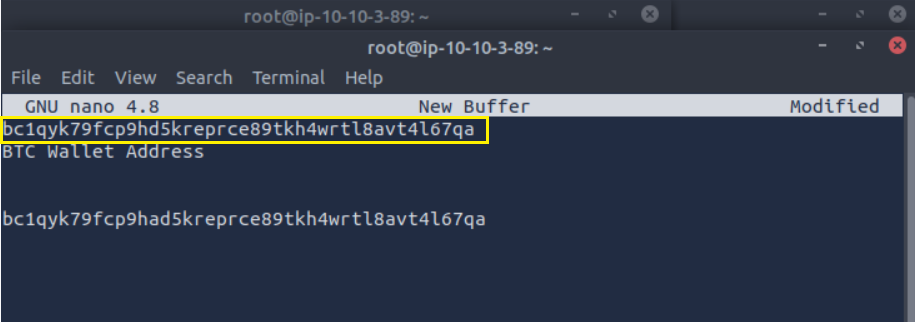 root@ip-10-10-3-89: ~
root@ip-10-10-3-89: ~
File Edit View Search Terminal Help
GNU nano 4.8 New Buffer Modified
bc1qyk79fcp9hd5kreprce89tkh4wrtl8avt4l67qa
BTC Wallet Address
bc1qyk79fcp9had5kreprce89tkh4wrtl8avt4l67qa